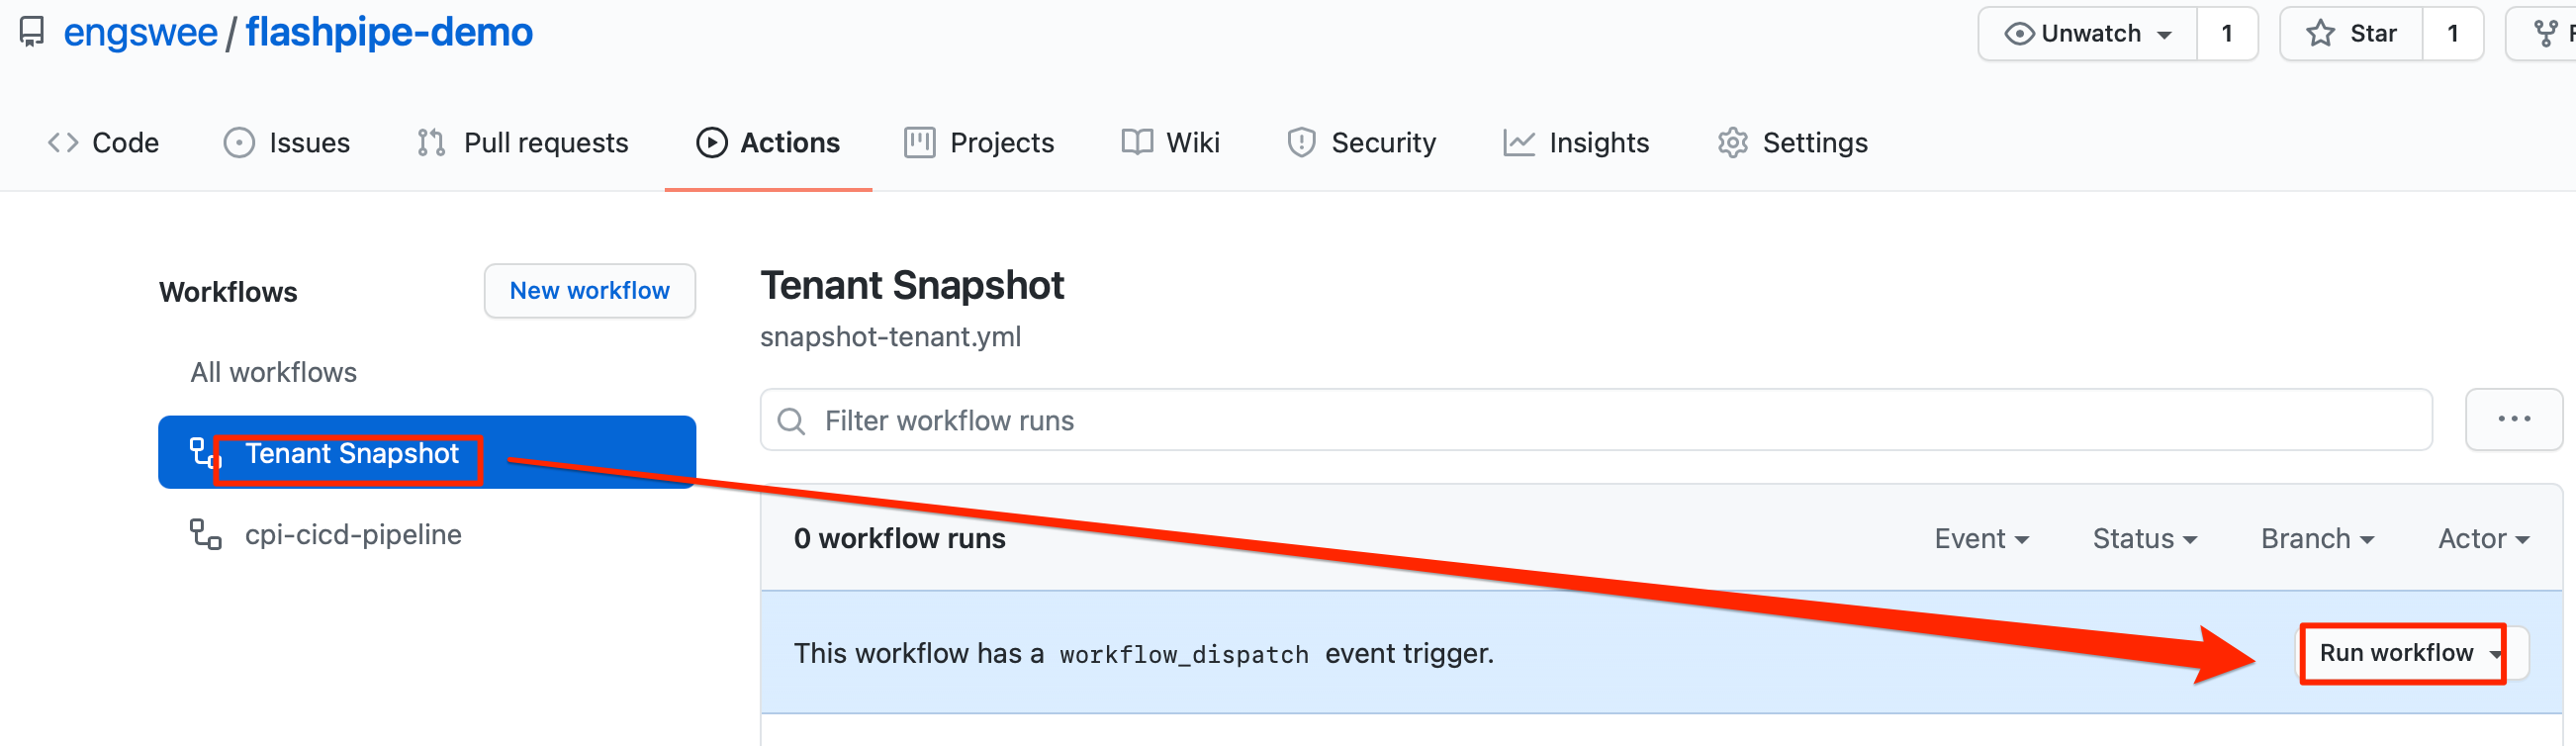 engswee / flashpipe-demo
Unwatch 1 Star 1
Code Issues Pull requests Actions Projects Wiki Security Insights Settings
Workflows
New workflow
All workflows
Tenant Snapshot
cpi-cicd-pipeline
Tenant Snapshot
snapshot-tenant.yml
Filter workflow runs
0 workflow runs
Event Status Branch Actor
This workflow has a workflow_dispatch event trigger.
Run workflow